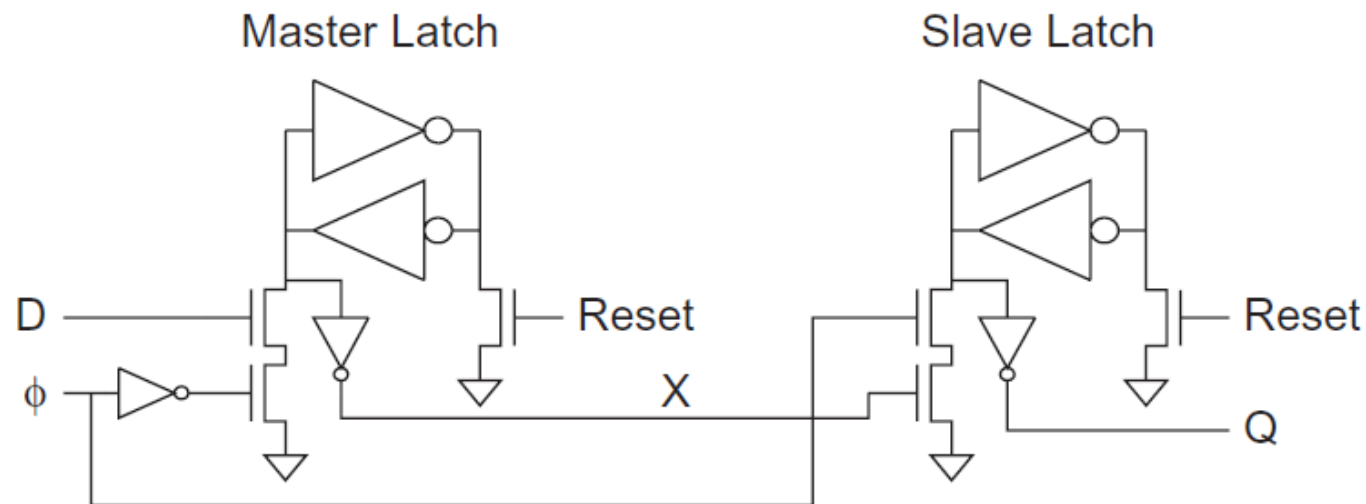 Master Latch
Slave Latch
D
Reset
Reset
ϕ
X
Q